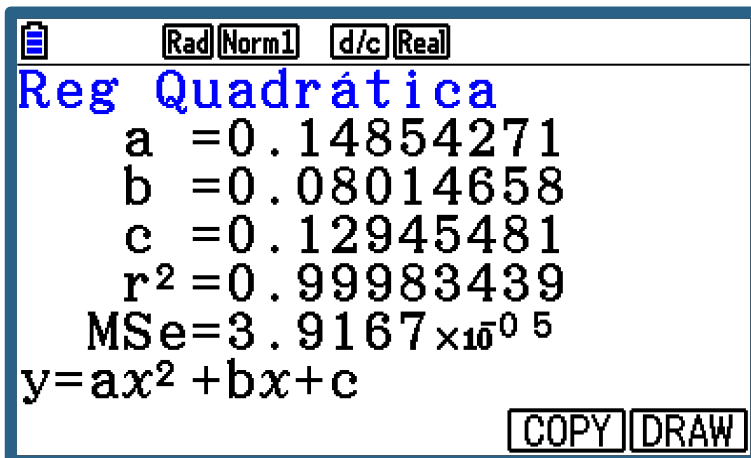 Rad Norm1 d/c Real
Reg Quadrática
a =0.14854271
b =0.08014658
c =0.12945481
r²=0.99983439
MSe=3.9167×10⁻⁰⁵
y=ax²+bx+c
COPY DRAW